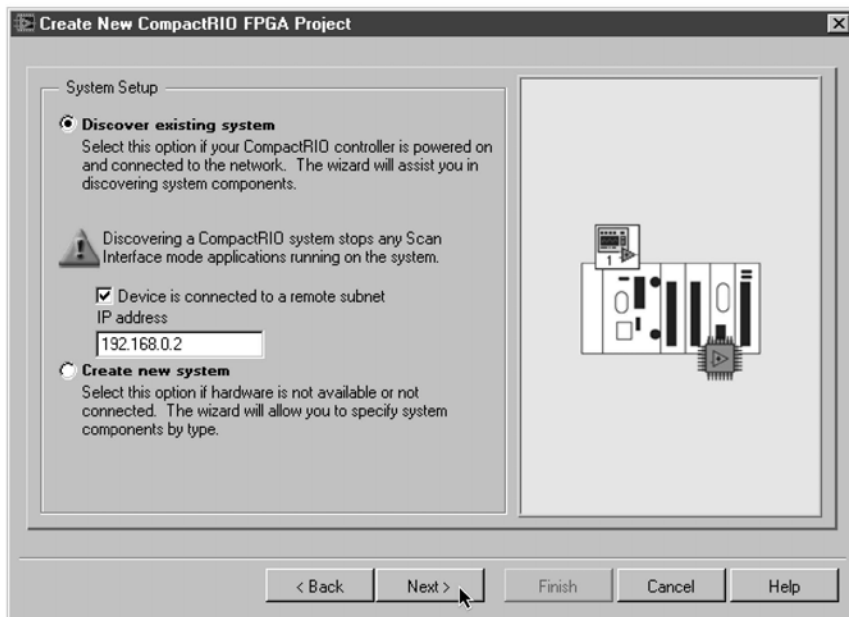 Create New CompactRIO FPGA Project
System Setup
Discover existing system
Select this option if your CompactRIO controller is powered on
and connected to the network. The wizard will assist you in
discovering system components.
Discovering a CompactRIO system stops any Scan
Interface mode applications running on the system.
Device is connected to a remote subnet
IP address
192.168.0.2
Create new system
Select this option if hardware is not available or not
connected. The wizard will allow you to specify system
components by type.
1
< Back Next > Finish Cancel Help